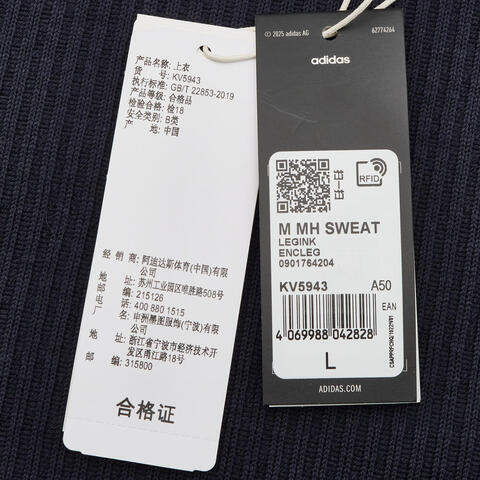 产品名称: 上衣
货 号: KV5943
执行标准: GB/T 22853-2019
产品等级: 合格品
检验合格: 检18
安全类别: B类
产 地: 中国
经 销 商: 阿迪达斯体育(中国)有限
公司
地 址: 苏州工业园区唯胜路508号
邮 编: 215126
电 话: 400 880 1515
厂 名: 申洲墨图服饰(宁波)有限
公司
地 址: 浙江省宁波市经济技术开
发区甬江路18号
邮 编: 315800
合格证
© 2025 adidas AG
62774264
adidas
RFID
M MH SWEAT
LEGINK
ENCLEG
0901764204
KV5943 A50
EAN
4 069988 042828
L
ADIDAS.COM